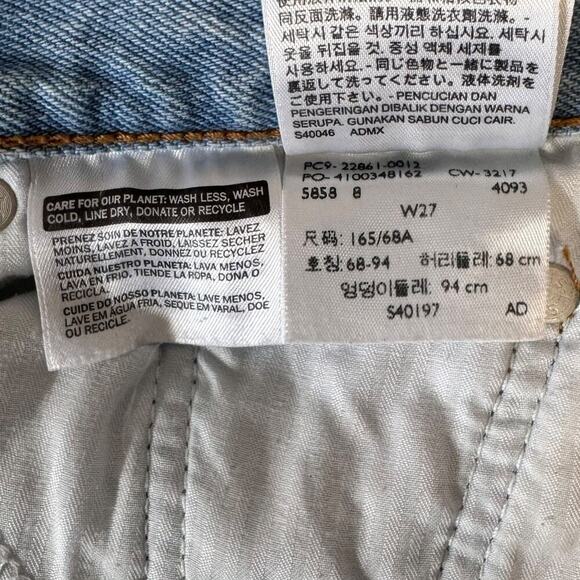 同反面洗滌。請用液態洗衣劑洗滌。 -
세탁시 같은 색상끼리 하십시오. 세탁시
옷을 뒤집을 것. 중성 액체 세제를
사용하세요. - 同じ色物と一緒に製品を
裏返して洗ってください。液体洗剤を
ご使用下さい。 - PENCUCIAN DAN
PENGERINGAN DIBALIK DENGAN WARNA
SERUPA. GUNAKAN SABUN CUCI CAIR.
S40046 ADMX
CARE FOR OUR PLANET: WASH LESS, WASH
COLD, LINE DRY, DONATE OR RECYCLE
PRENEZ SOIN DE NOTRE PLANETE: LAVEZ
MOINS, LAVEZ A FROID, LAISSEZ SECHER
NATURELLEMENT, DONNEZ OU RECYCLEZ.
CUIDA NUESTRO PLANETA: LAVA MENOS,
LAVA EN FRIO, TIENDE LA ROPA, DONA O
RECICLA.
CUIDE DO NOSSO PLANETA: LAVE MENOS,
LAVE EM ÁGUA FRIA, SEQUE EM VARAL, DOE
OU RECICLE.
PC9- 22861-0012
PO- 4100348162 CW- 3217
5858 8 4093
W27
尺码: 165/68A
호칭: 68-94 허리둘레: 68 cm
엉덩이둘레: 94 cm
S40197 AD